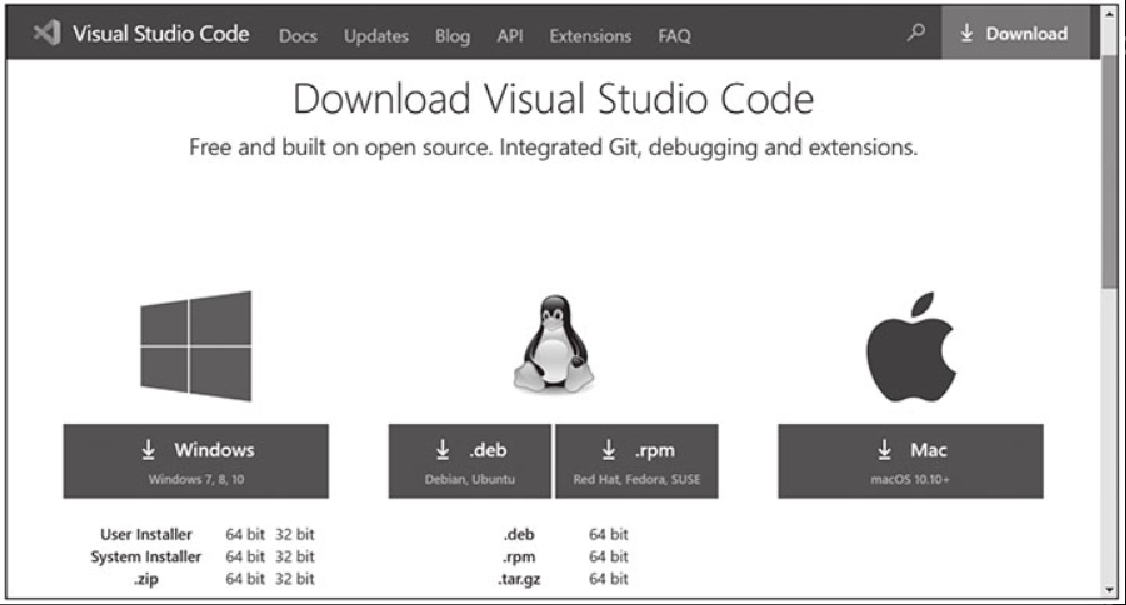 Visual Studio Code Docs Updates Blog API Extensions FAQ Download
Download Visual Studio Code
Free and built on open source. Integrated Git, debugging and extensions.
Windows
Windows 7, 8, 10
.deb
Debian, Ubuntu
.rpm
Red Hat, Fedora, SUSE
Mac
macOS 10.10+
User Installer 64 bit 32 bit
System Installer 64 bit 32 bit
.zip 64 bit 32 bit
.deb 64 bit
.rpm 64 bit
.tar.gz 64 bit